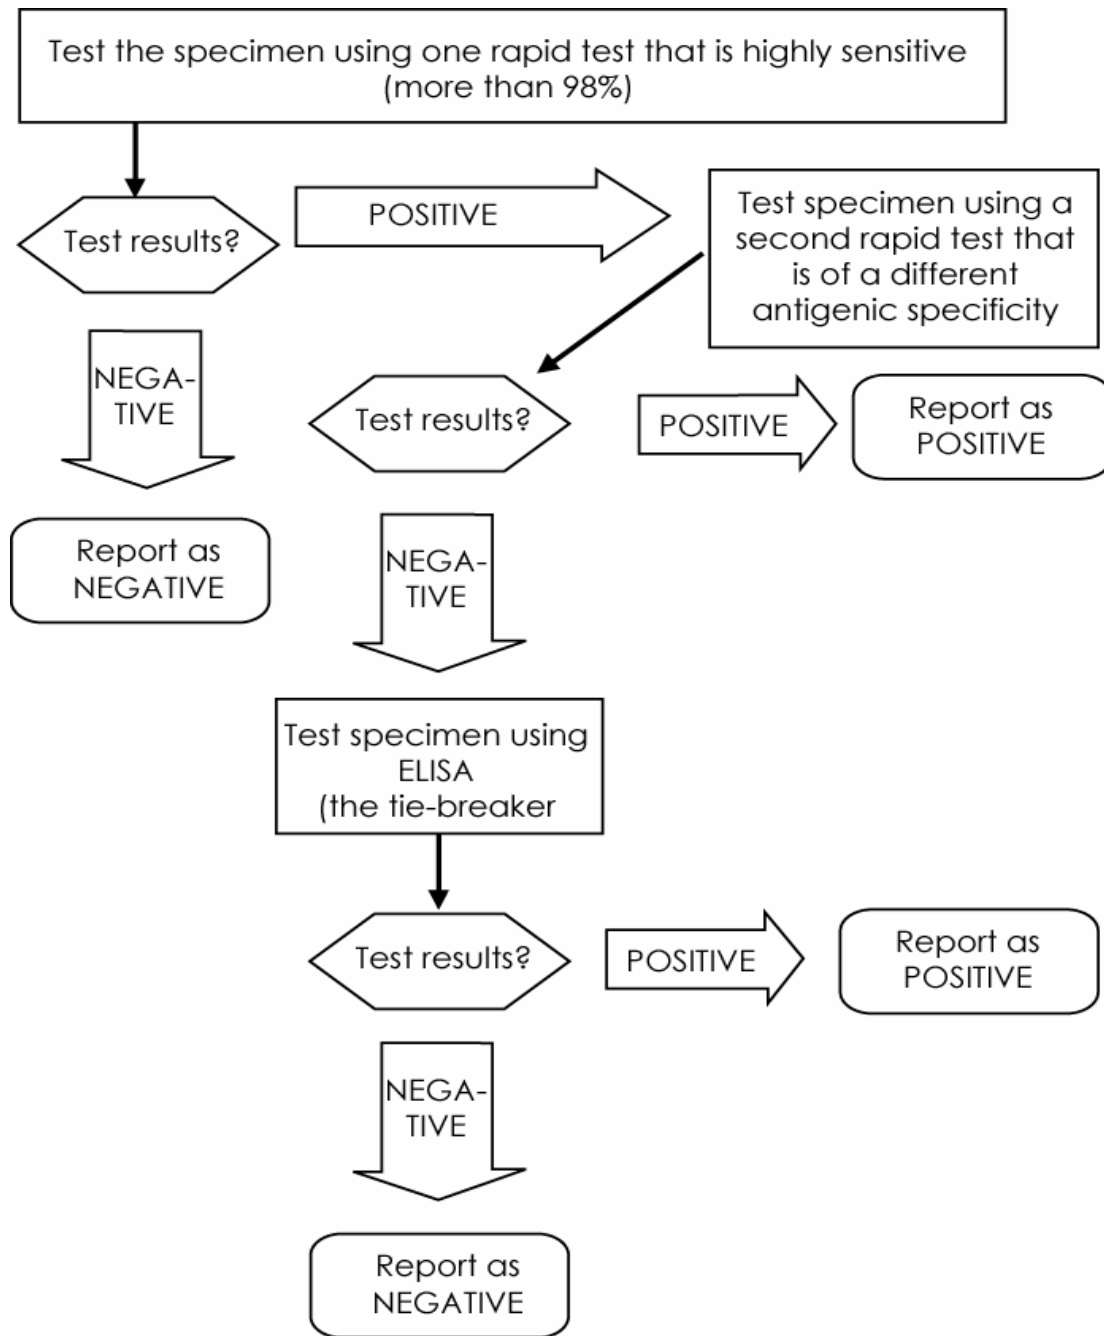 Test the specimen using one rapid test that is highly sensitive
(more than 98%)
Test results?
POSITIVE
Test specimen using a
second rapid test that
is of a different
antigenic specificity
NEGA-
TIVE
Test results?
POSITIVE
Report as
POSITIVE
Report as
NEGATIVE
NEGA-
TIVE
Test specimen using
ELISA
(the tie-breaker
Test results?
POSITIVE
Report as
POSITIVE
NEGA-
TIVE
Report as
NEGATIVE